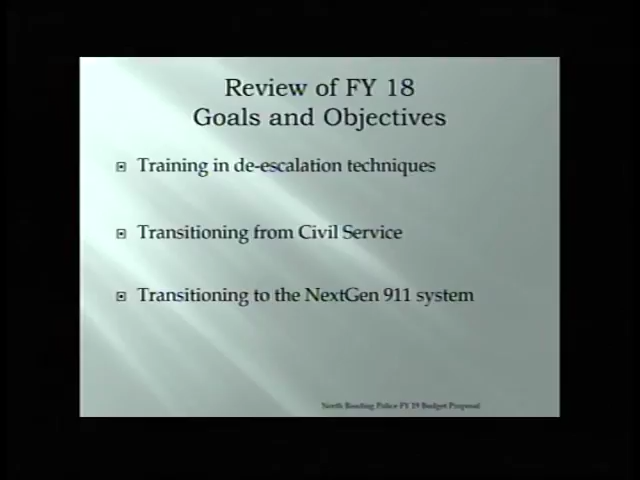 Review of FY 18
Goals and Objectives
Training in de-escalation techniques
Transitioning from Civil Service
Transitioning to the NextGen 911 system
North Reading Police FY 19 Budget Proposal